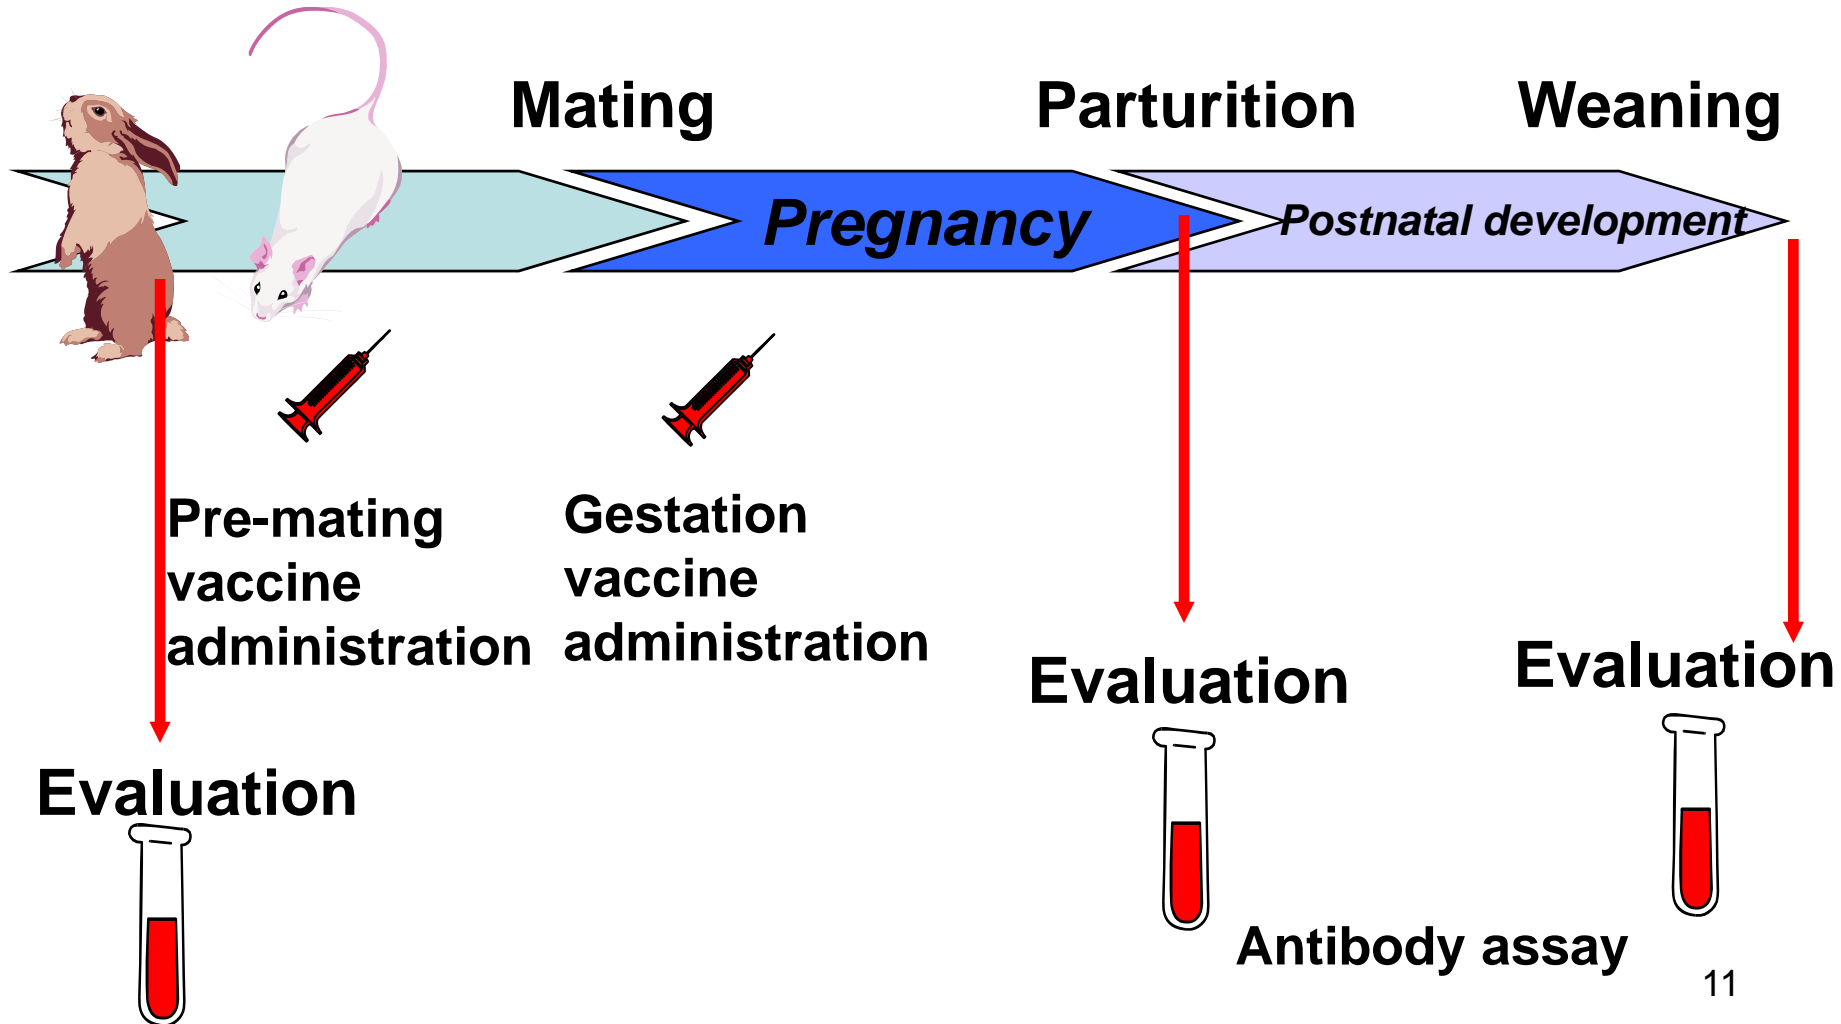 Mating
Parturition
Weaning
Pregnancy
Postnatal development
Pre-mating
vaccine
administration
Gestation
vaccine
administration
Evaluation
Evaluation
Evaluation
Antibody assay
11